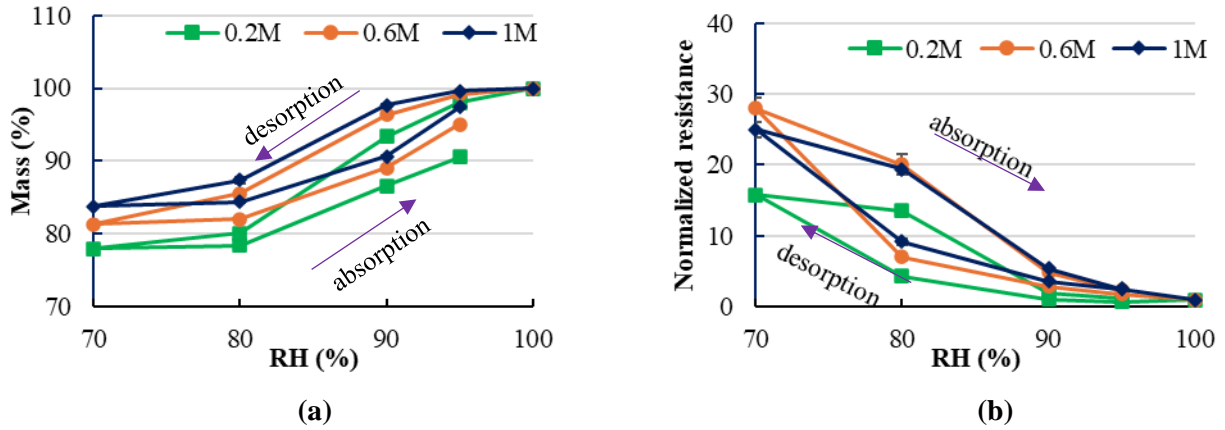 110
100
90
80
70
Mass (%)
0.2M 0.6M 1M
desorption
absorption
70 80 90 100
RH (%)
(a)
40
30
20
10
0
Normalized resistance
0.2M 0.6M 1M
absorption
desorption
70 80 90 100
RH (%)
(b)